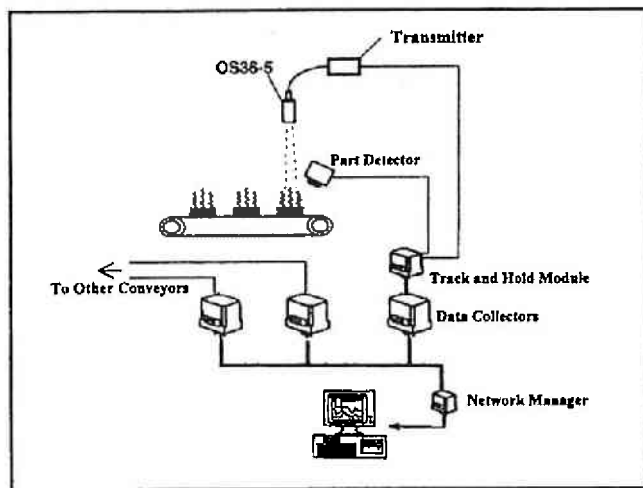 Transmitter
OS36-5
Part Detector
Track and Hold Module
To Other Conveyors
Data Collectors
Network Manager